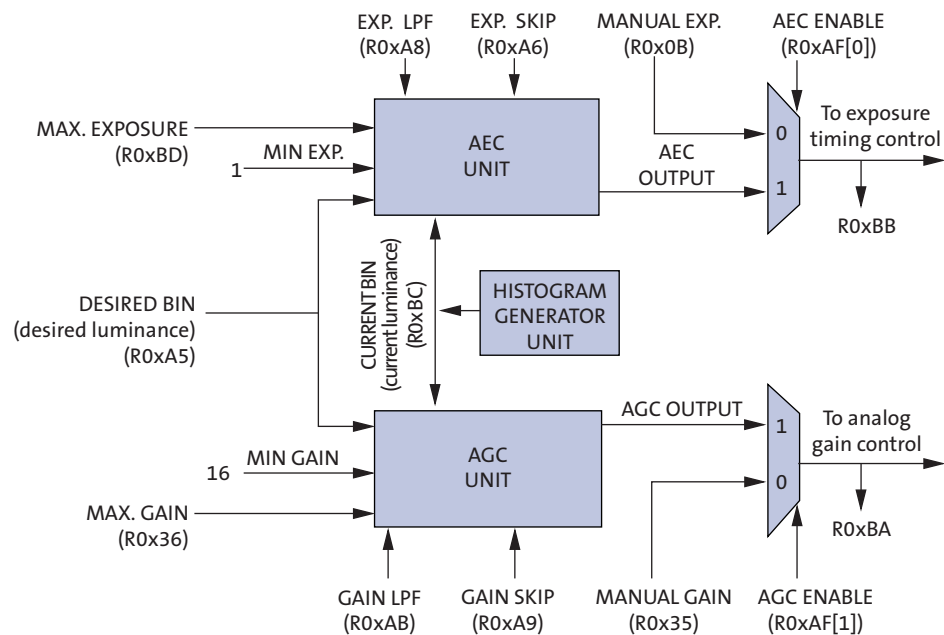 EXP. LPF
(R0xA8)
EXP. SKIP
(R0xA6)
MANUAL EXP.
(R0x0B)
AEC ENABLE
(R0xAF[0])
MAX. EXPOSURE
(R0xBD)
1
MIN EXP.
AEC
UNIT
AEC
OUTPUT
0
1
To exposure
timing control
R0xBB
DESIRED BIN
(desired luminance)
(R0xA5)
CURRENT BIN
(current luminance)
(R0xBC)
HISTOGRAM
GENERATOR
UNIT
16
MIN GAIN
MAX. GAIN
(R0x36)
AGC
UNIT
AGC OUTPUT
1
0
To analog
gain control
R0xBA
GAIN LPF
(R0xAB)
GAIN SKIP
(R0xA9)
MANUAL GAIN
(R0x35)
AGC ENABLE
(R0xAF[1])